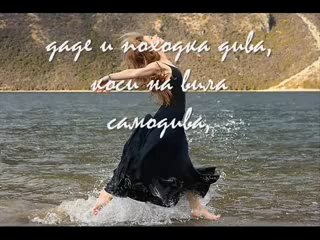 даде и походка дива,
коси на вила
самодива,